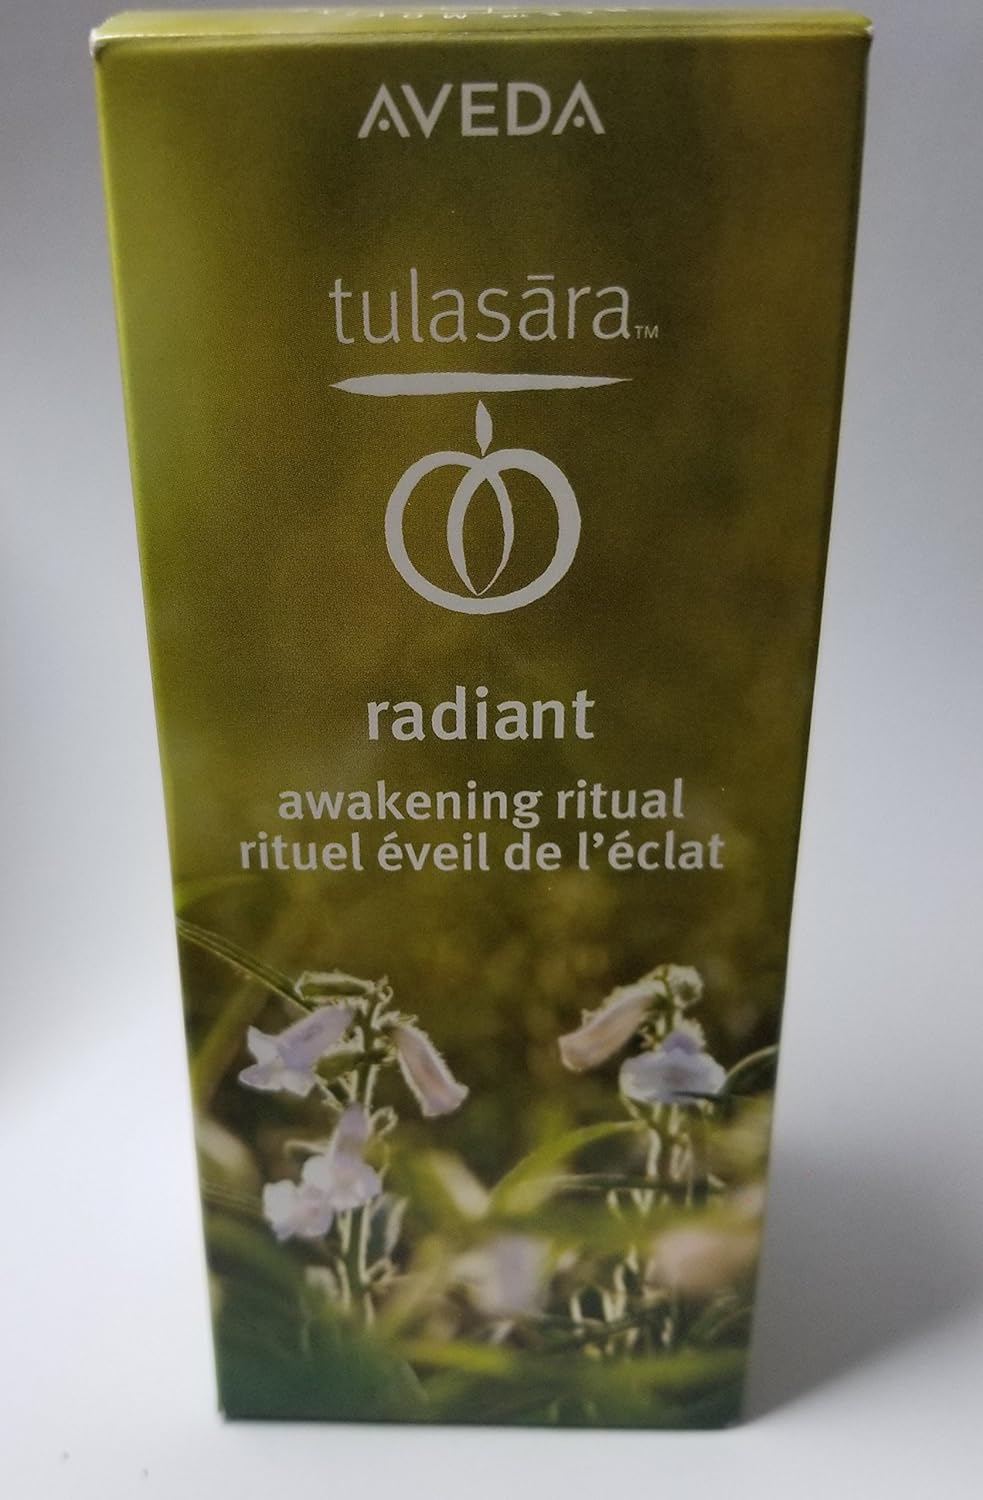 AVEDA
tulasāra™
radiant
awakening ritual
rituel éveil de l'éclat